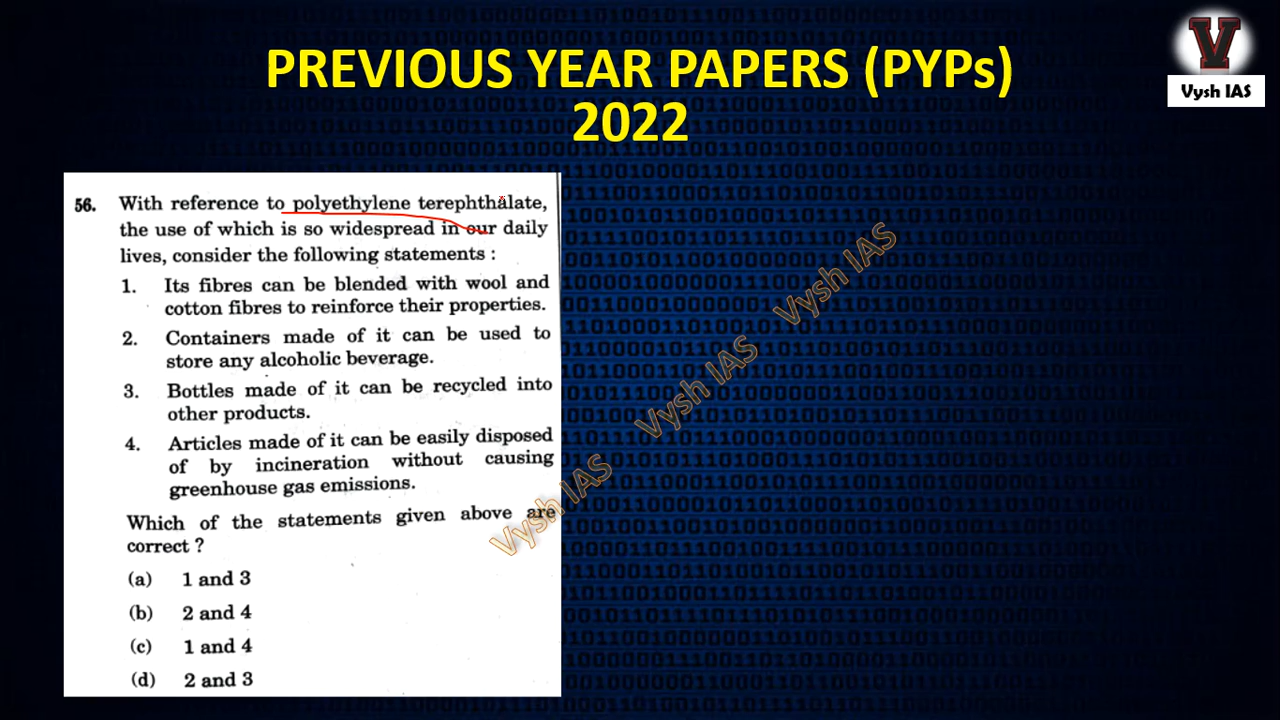 PREVIOUS YEAR PAPERS (PYPs)
2022
V
Vysh IAS
56. With reference to polyethylene terephthalate,
the use of which is so widespread in our daily
lives, consider the following statements :
1. Its fibres can be blended with wool and
cotton fibres to reinforce their properties.
2. Containers made of it can be used to
store any alcoholic beverage.
3. Bottles made of it can be recycled into
other products.
4. Articles made of it can be easily disposed
of by incineration without causing
greenhouse gas emissions.
Which of the statements given above are
correct ?
(a) 1 and 3
(b) 2 and 4
(c) 1 and 4
(d) 2 and 3
Vysh IAS
Vysh IAS
Vysh IAS